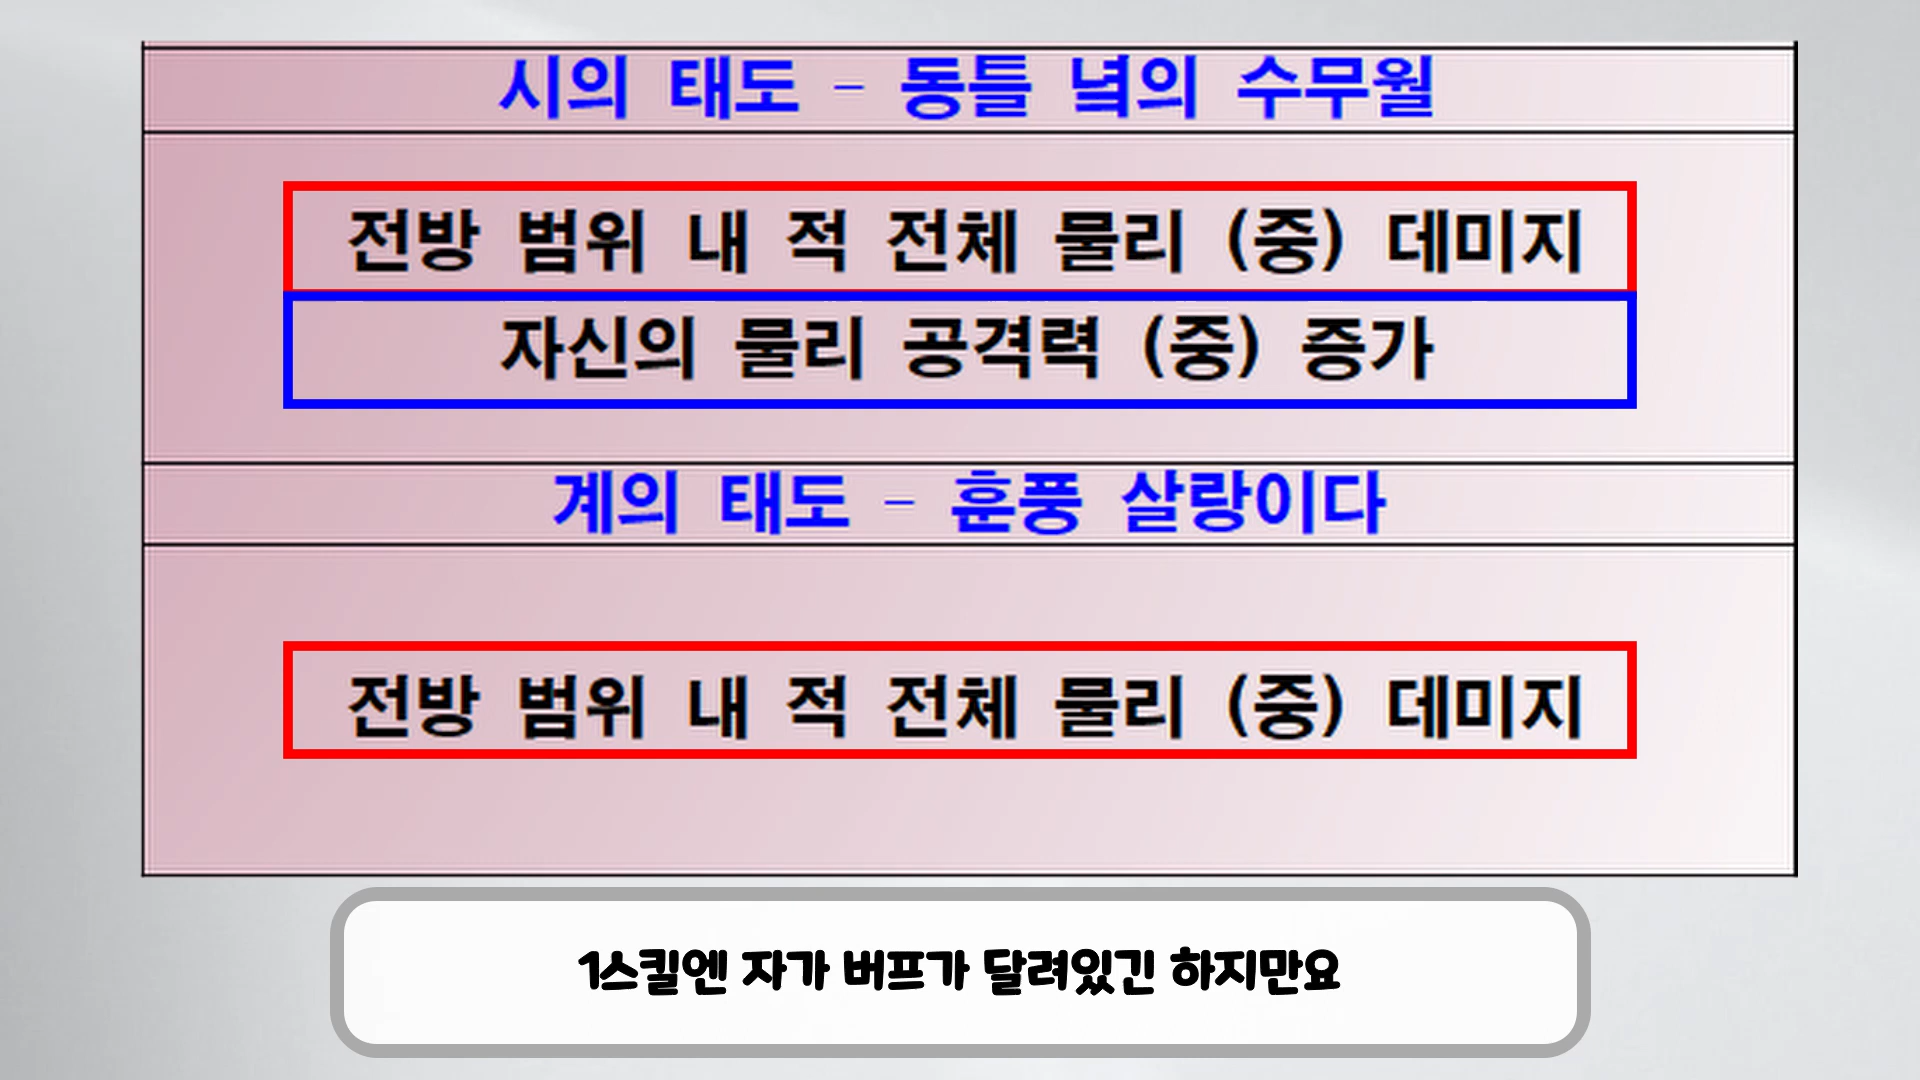 시의 태도 - 동틀 녘의 수무월
전방 범위 내 적 전체 물리 (중) 데미지
자신의 물리 공격력 (중) 증가
계의 태도 - 훈풍 살랑이다
전방 범위 내 적 전체 물리 (중) 데미지
1스킬엔 자가 버프가 달려있긴 하지만요